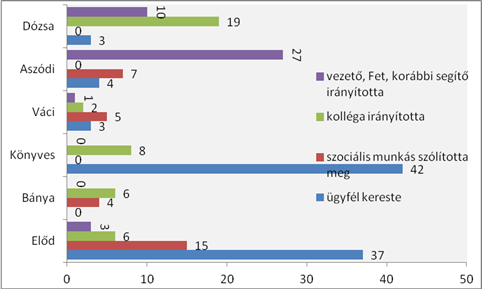 Dózsa
10
19
0
3
Aszódi
27
0
7
4
Váci
1
2
5
3
Könyves
0
8
0
42
Bánya
0
6
4
0
Előd
3
6
15
37
0 10 20 30 40 50
vezető, Fet, korábbi segítő
irányította
kolléga irányította
szociális munkás szólította
meg
ügyfél kereste